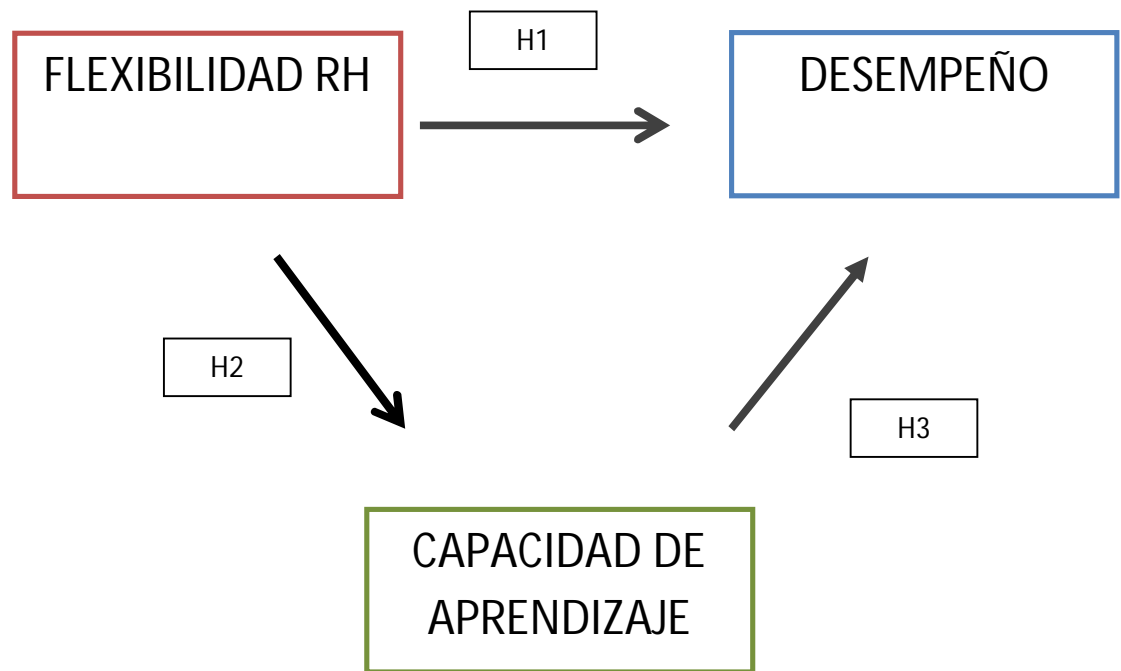 H1
FLEXIBILIDAD RH
DESEMPEÑO
H2
H3
CAPACIDAD DE
APRENDIZAJE